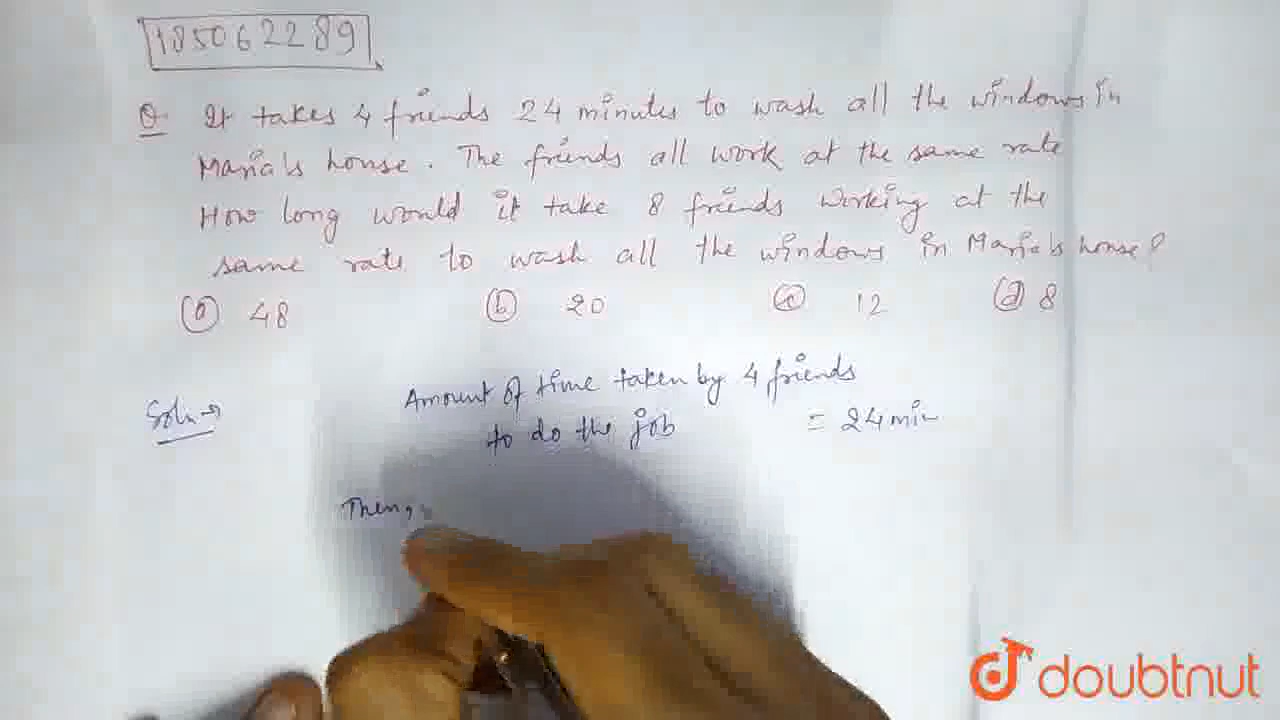 185062289
Q. It takes 4 friends 24 minutes to wash all the windows in
Maria's house. The friends all work at the same rate
How long would it take 8 friends working at the
same rate to wash all the windows in Maria's house?
(a) 48 (b) 20 (c) 12 (d) 8
Soln→ Amount of time taken by 4 friends
to do the job = 24 min
Then,
doubtnut